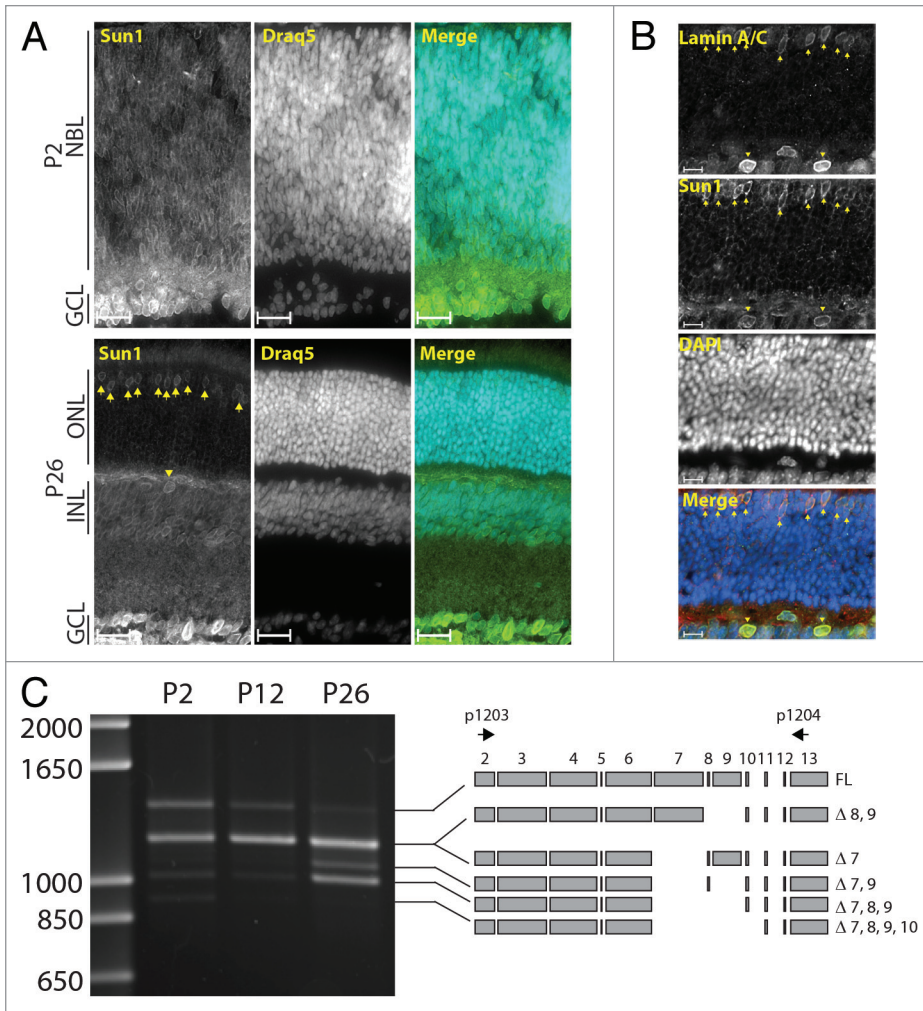 A
Sun1 Draq5 Merge
P2
NBL
GCL
Sun1 Draq5 Merge
P26
ONL
INL
GCL
B
Lamin A/C
Sun1
DAPI
Merge
C
P2 P12 P26
2000
1650
1000
850
650
p1203 p1204
2 3 4 5 6 7 8 9 10 11 12 13
FL
Δ 8, 9
Δ 7
Δ 7, 9
Δ 7, 8, 9
Δ 7, 8, 9, 10